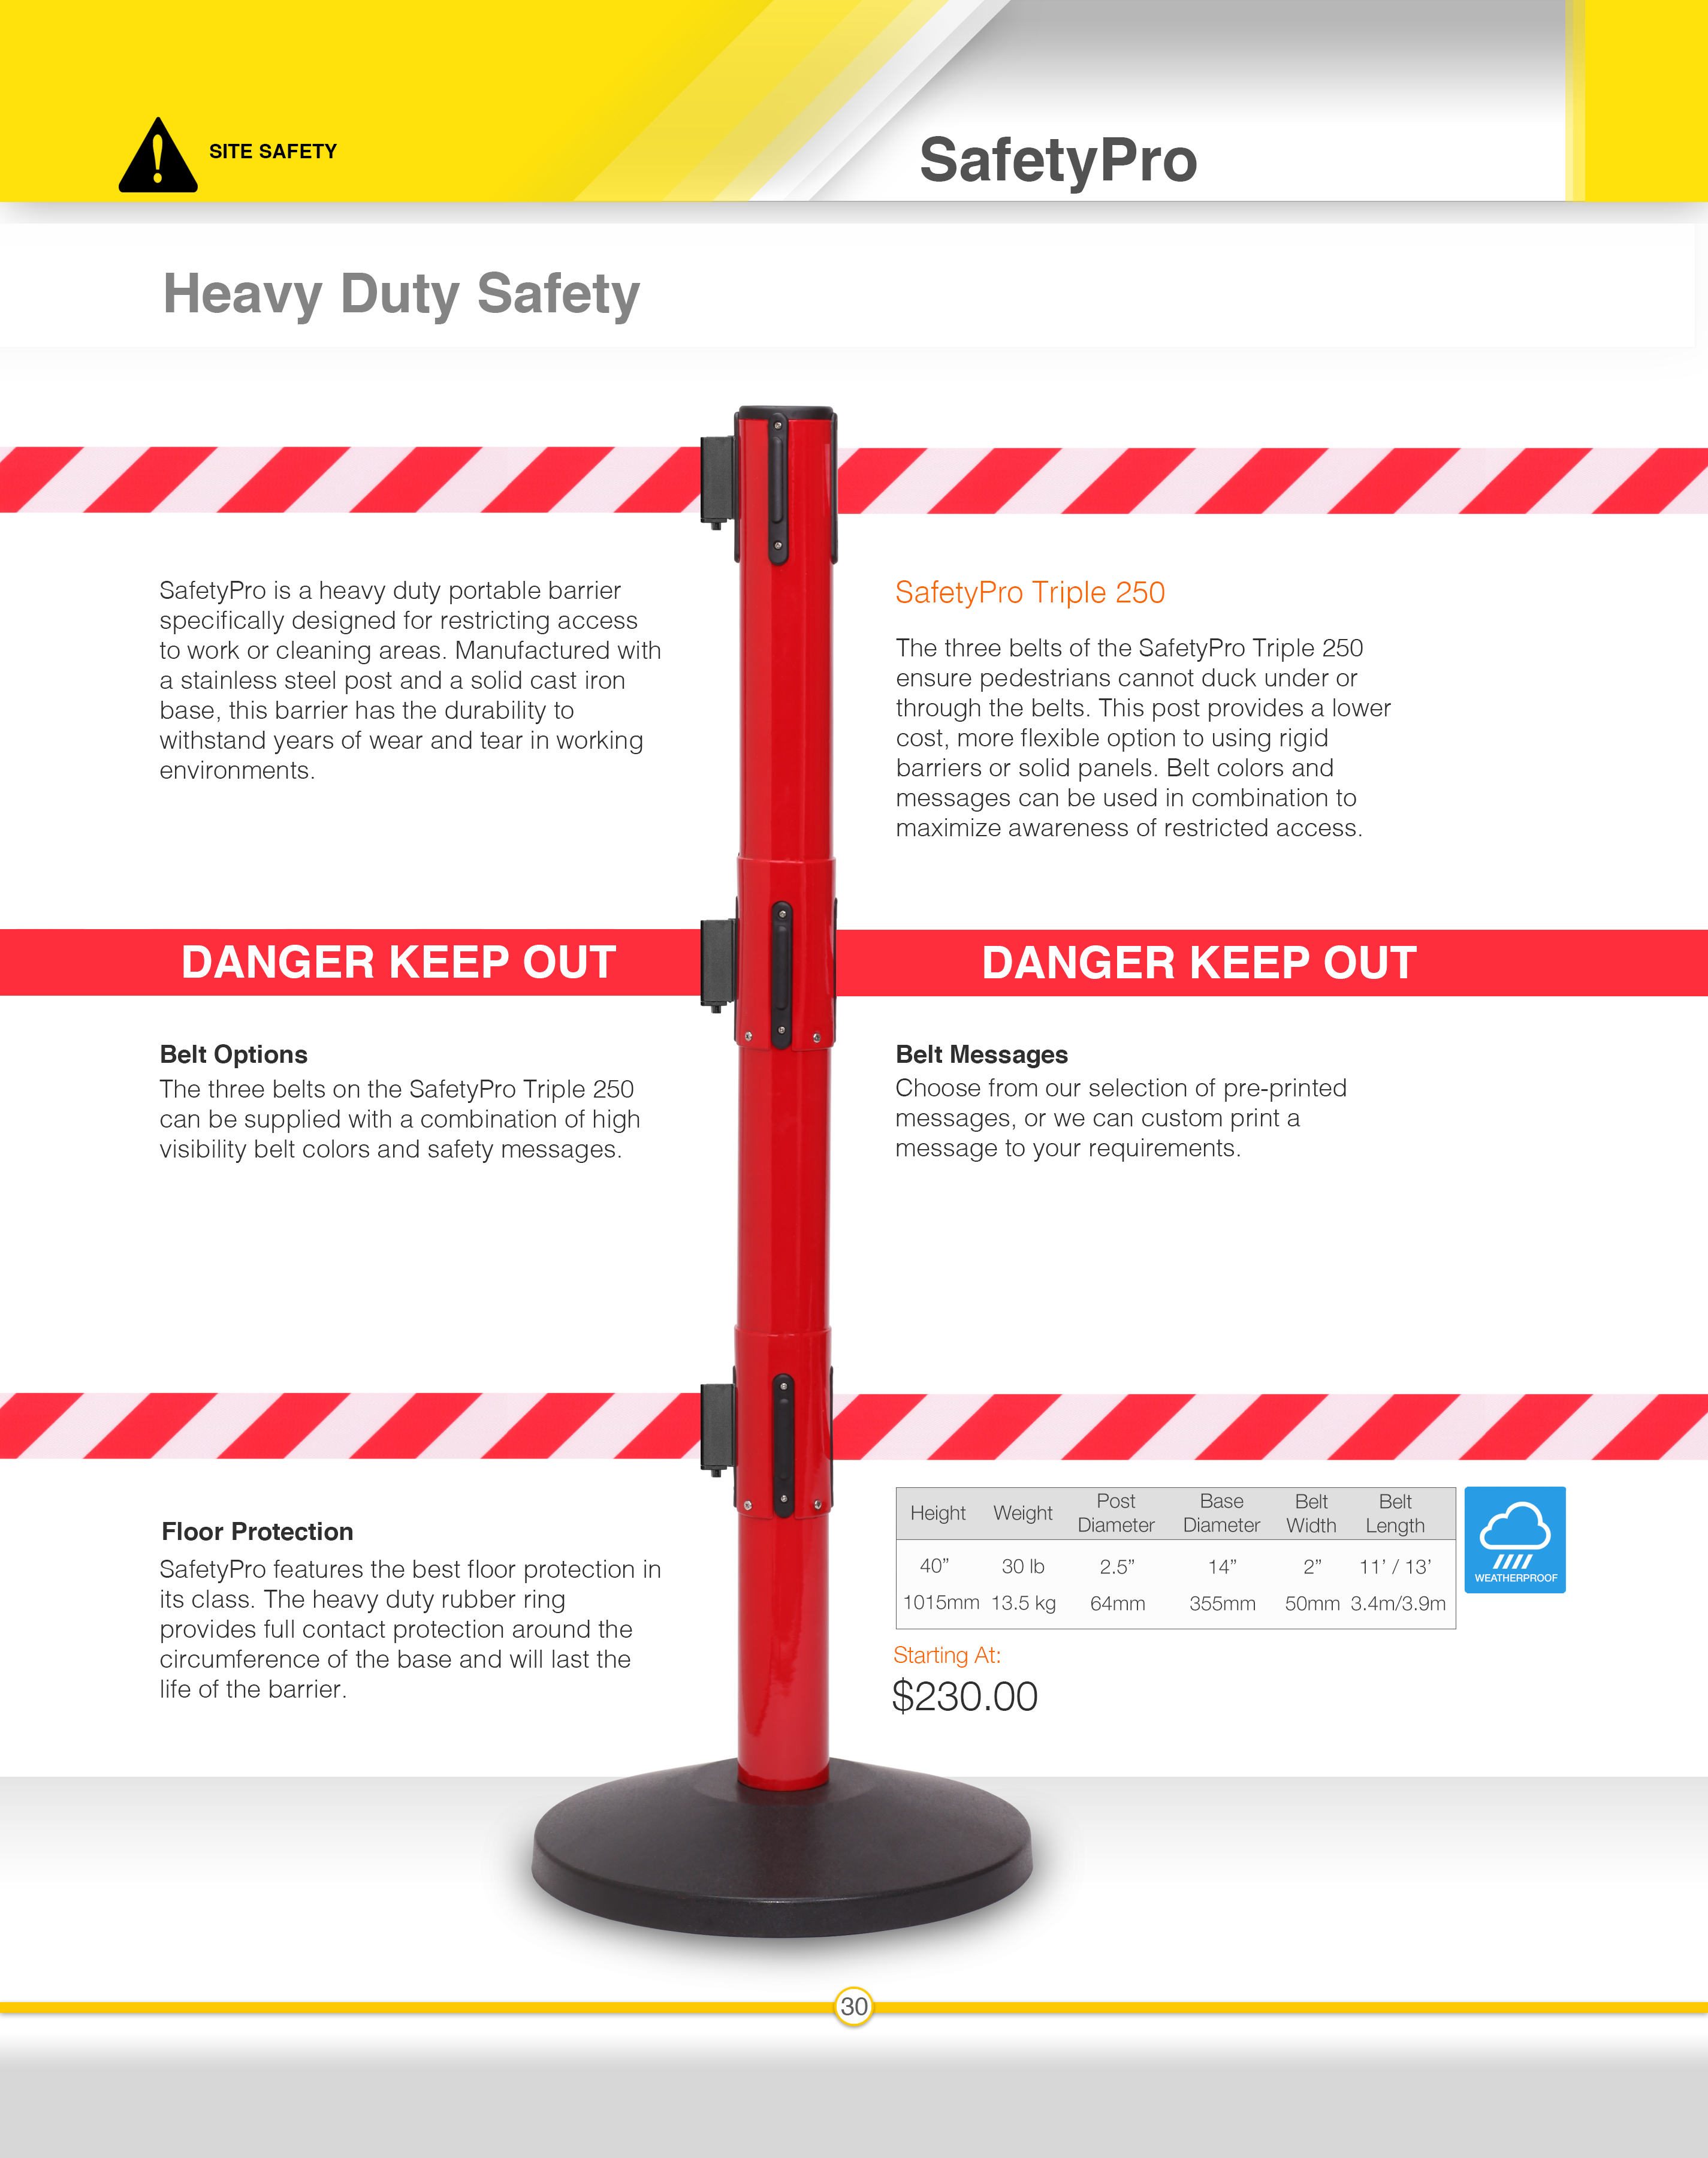 SITE SAFETY
SafetyPro
Heavy Duty Safety
SafetyPro is a heavy duty portable barrier
specifically designed for restricting access
to work or cleaning areas. Manufactured with
a stainless steel post and a solid cast iron
base, this barrier has the durability to
withstand years of wear and tear in working
environments.
SafetyPro Triple 250
The three belts of the SafetyPro Triple 250
ensure pedestrians cannot duck under or
through the belts. This post provides a lower
cost, more flexible option to using rigid
barriers or solid panels. Belt colors and
messages can be used in combination to
maximize awareness of restricted access.
DANGER KEEP OUT
DANGER KEEP OUT
Belt Options
The three belts on the SafetyPro Triple 250
can be supplied with a combination of high
visibility belt colors and safety messages.
Belt Messages
Choose from our selection of pre-printed
messages, or we can custom print a
message to your requirements.
Floor Protection
SafetyPro features the best floor protection in
its class. The heavy duty rubber ring
provides full contact protection around the
circumference of the base and will last the
life of the barrier.
Height Weight Post Diameter Base Diameter Belt Width Belt Length
40” 30 lb 2.5” 14” 2” 11’ / 13’
1015mm 13.5 kg 64mm 355mm 50mm 3.4m/3.9m
WEATHERPROOF
Starting At:
$230.00
30